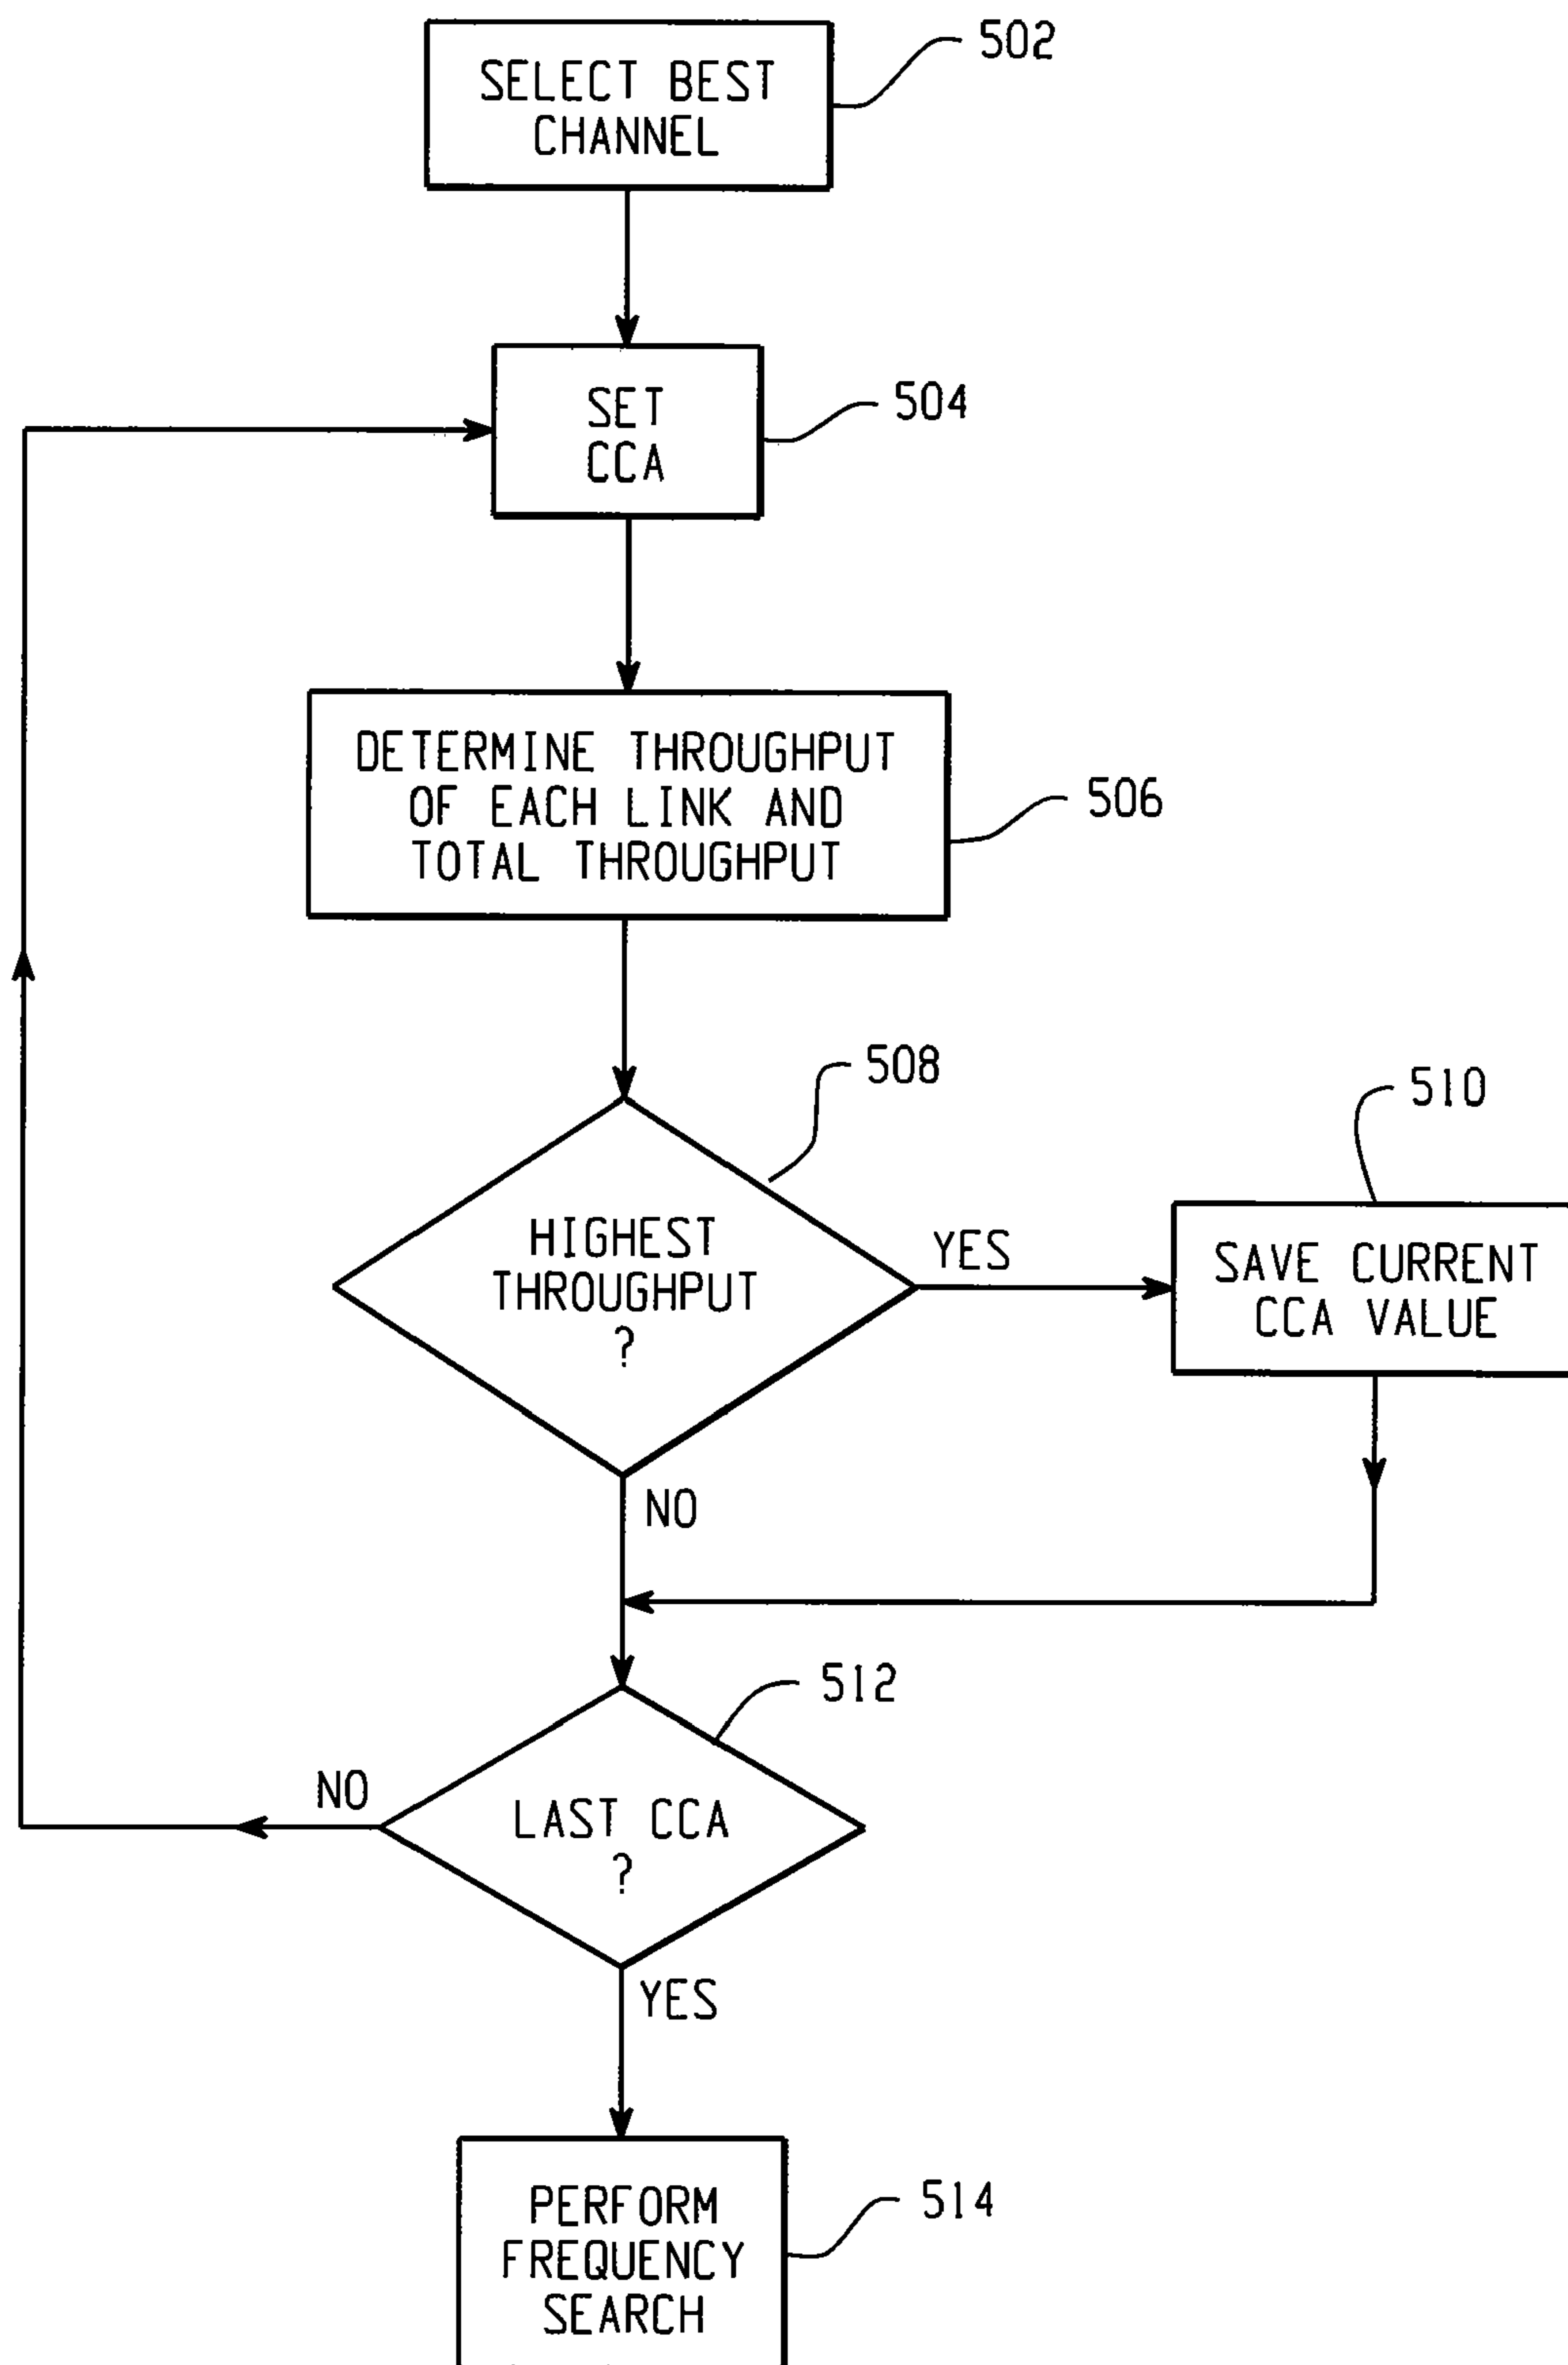 502
SELECT BEST
CHANNEL
504
SET
CCA
DETERMINE THROUGHPUT
OF EACH LINK AND
TOTAL THROUGHPUT
506
508
510
HIGHEST
THROUGHPUT
?
YES
SAVE CURRENT
CCA VALUE
NO
512
NO
LAST CCA
?
YES
PERFORM
FREQUENCY
SEARCH
514